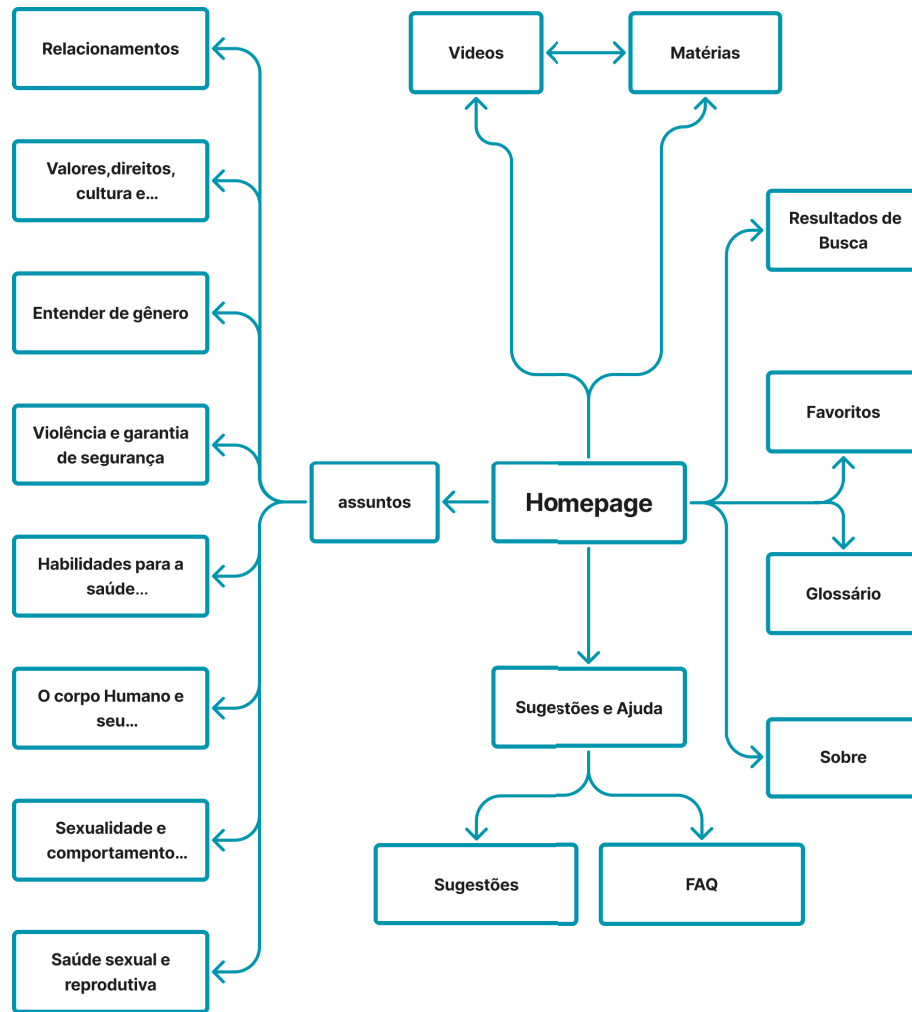 Relacionamentos
Valores,direitos,
cultura e...
Entender de gênero
Violência e garantia
de segurança
Habilidades para a
saúde...
O corpo Humano e
seu...
Sexualidade e
comportamento...
Saúde sexual e
reprodutiva
assuntos
Videos
Matérias
Homepage
Sugestões e Ajuda
Sugestões
FAQ
Resultados de
Busca
Favoritos
Glossário
Sobre